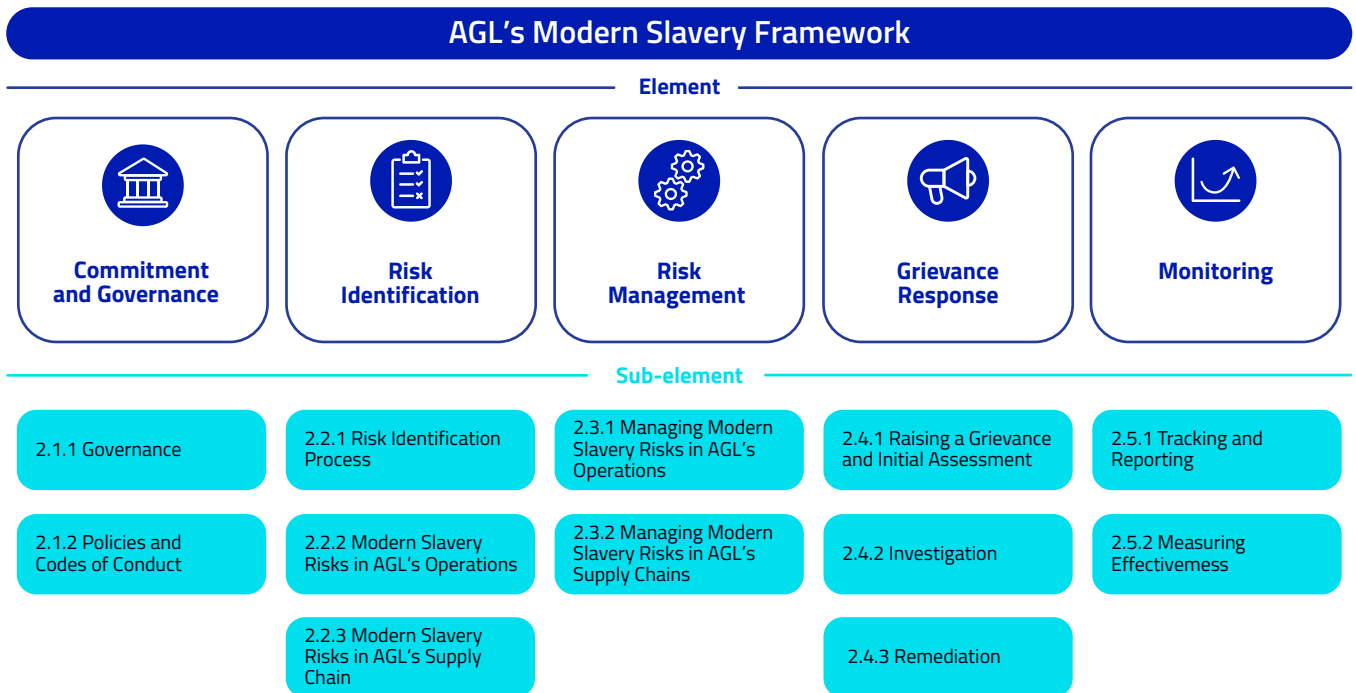 AGL’s Modern Slavery Framework
Element
Commitment
and Governance
Risk
Identification
Risk
Management
Grievance
Response
Monitoring
Sub-element
2.1.1 Governance
2.2.1 Risk Identification
Process
2.3.1 Managing Modern
Slavery Risks in AGL’s
Operations
2.4.1 Raising a Grievance
and Initial Assessment
2.5.1 Tracking and
Reporting
2.1.2 Policies and
Codes of Conduct
2.2.2 Modern Slavery
Risks in AGL’s Operations
2.3.2 Managing Modern
Slavery Risks in AGL’s
Supply Chains
2.4.2 Investigation
2.5.2 Measuring
Effectivemess
2.2.3 Modern Slavery
Risks in AGL’s Supply
Chain
2.4.3 Remediation